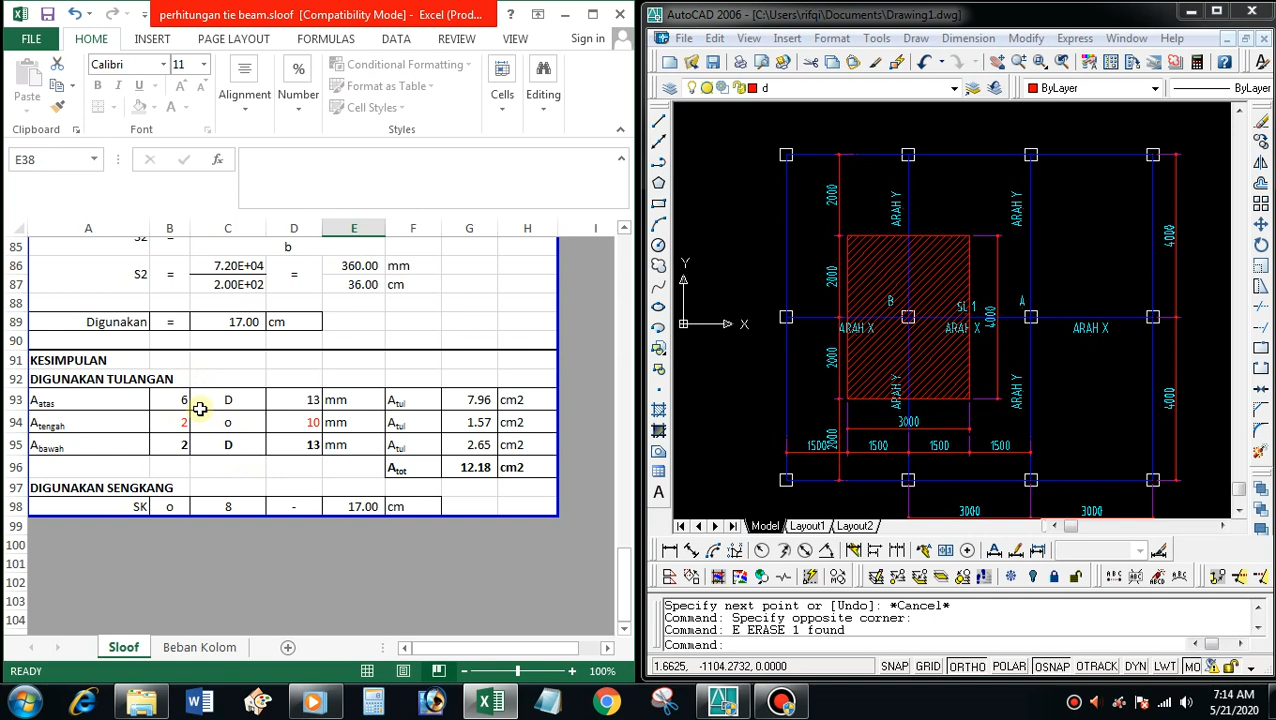 perhitungan tie beam.sloof [Compatibility Mode] - Excel (Prod...
FILE HOME INSERT PAGE LAYOUT FORMULAS DATA REVIEW VIEW Sign in
Calibri 11
Paste
Conditional Formatting
Format as Table
Cell Styles
Alignment Number Cells Editing
Clipboard Font Styles
E38
A B C D E F G H I
85 S2 = b
86 S2 = 7.20E+04 = 360.00 mm
87 2.00E+02 36.00 cm
88
89 Digunakan = 17.00 cm
90
91 KESIMPULAN
92 DIGUNAKAN TULANGAN
93 Aatas 6 D 13 mm Atul 7.96 cm2
94 Atengah 2 o 10 mm Atul 1.57 cm2
95 Abawah 2 D 13 mm Atul 2.65 cm2
96 Atot 12.18 cm2
97 DIGUNAKAN SENGKANG
98 SK o 8 - 17.00 cm
99
100
101
102
103
104
Sloof Beban Kolom
READY 100%
AutoCAD 2006 - [C:\Users\rifqi\Documents\Drawing1.dwg]
File Edit View Insert Format Tools Draw Dimension Modify Express Window Help
d ByLayer ByLayer
2000 ARAH Y ARAH Y 4000
Y
2000 B SL 1 4000 A
X
ARAH X ARAH X ARAH X
2000 ARAH Y ARAH Y 4000
3000
1500 2000 1500 1500 1500
3000 3000
Model Layout1 Layout2
Specify next point or [Undo]: *Cancel*
Command: Specify opposite corner:
Command: E ERASE 1 found
Command:
1.6625, -1104.2732, 0.0000 SNAP GRID ORTHO POLAR OSNAP OTRACK DYN LWT MO
7:14 AM
5/21/2020